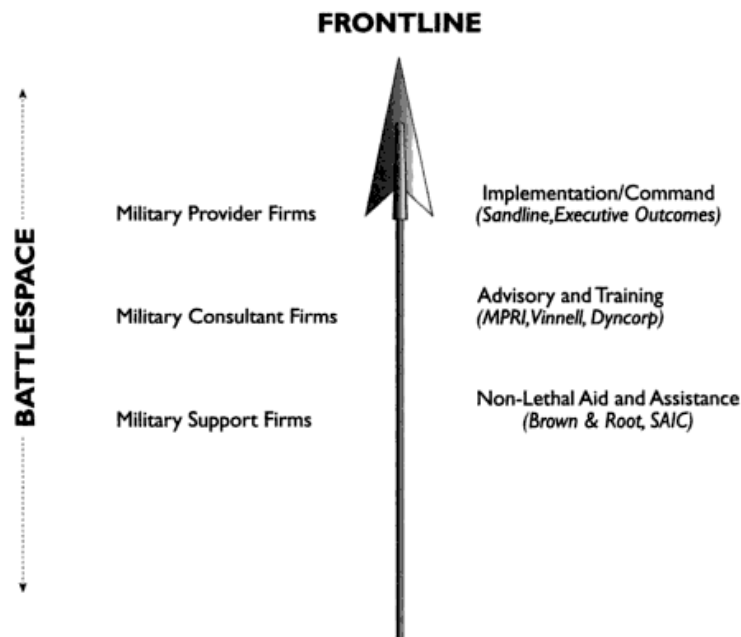 FRONTLINE
BATTLESPACE
Military Provider Firms
Implementation/Command
(Sandline,Executive Outcomes)
Military Consultant Firms
Advisory and Training
(MPRI,Vinnell, Dyncorp)
Military Support Firms
Non-Lethal Aid and Assistance
(Brown & Root, SAIC)